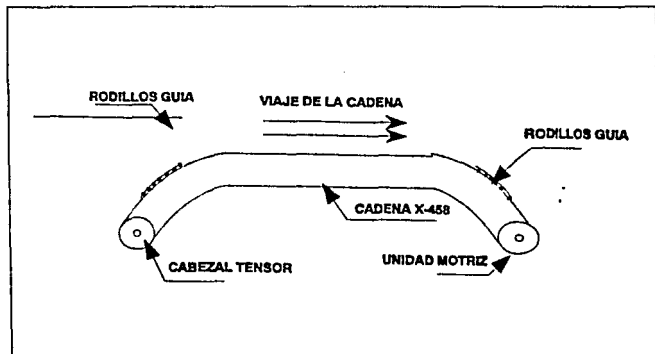 RODILLOS GUIA
VIAJE DE LA CADENA
RODILLOS GUIA
CADENA X-458
CABEZAL TENSOR
UNIDAD MOTRIZ